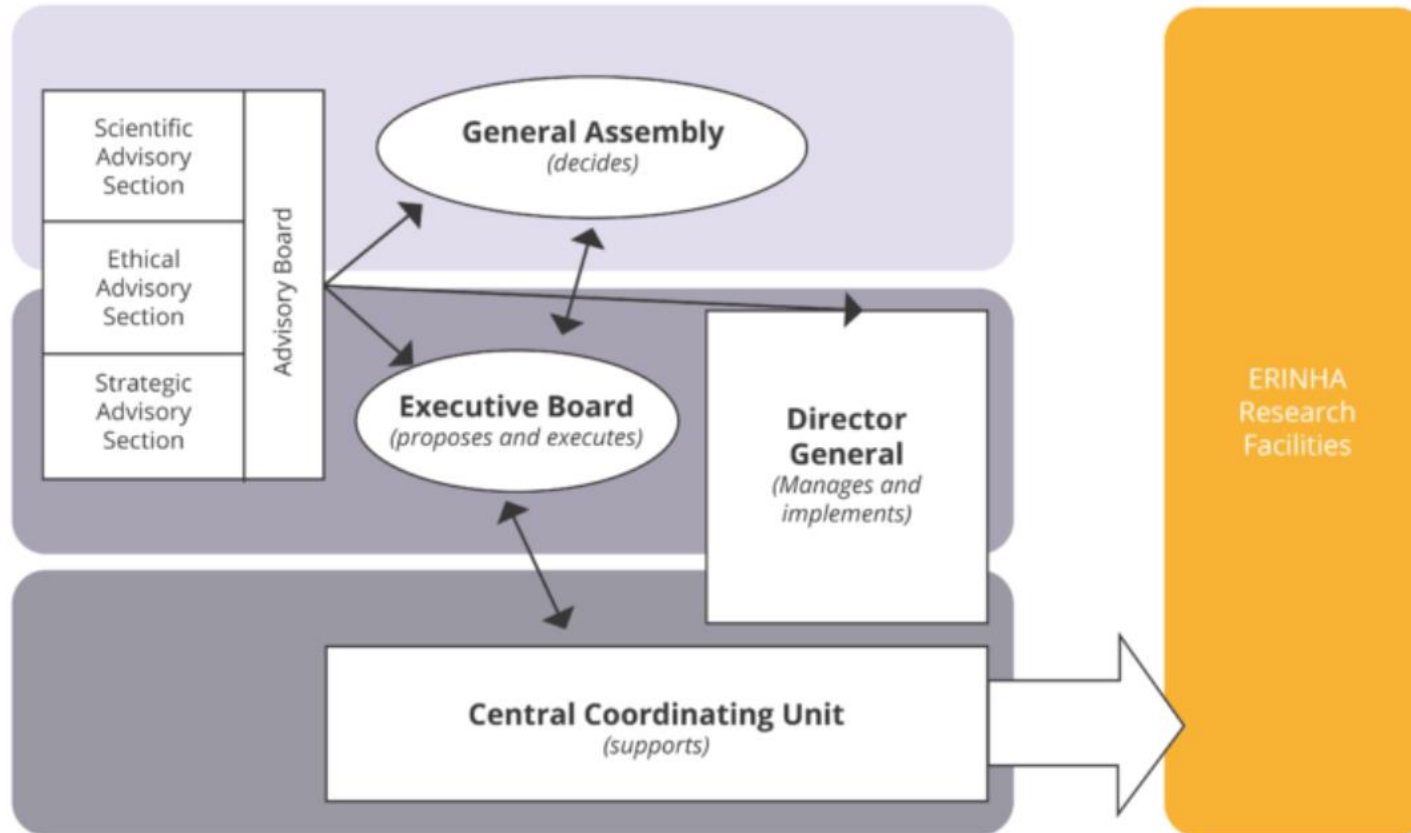 Scientific
Advisory
Section
Ethical
Advisory
Section
Strategic
Advisory
Section
Advisory Board
General Assembly
(decides)
Executive Board
(proposes and executes)
Director
General
(Manages and
implements)
Central Coordinating Unit
(supports)
ERINHA
Research
Facilities